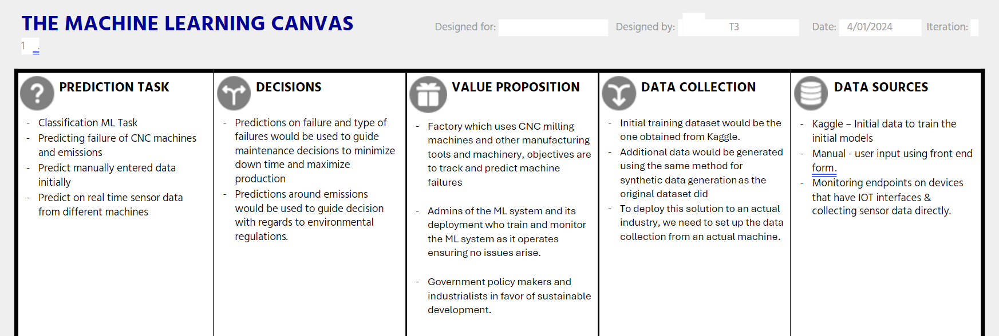 THE MACHINE LEARNING CANVAS
Designed for:
Designed by: T3
Date: 4/01/2024
Iteration:
1 .
PREDICTION TASK
- Classification ML Task
- Predicting failure of CNC machines
and emissions
- Predict manually entered data
initially
- Predict on real time sensor data
from different machines
DECISIONS
- Predictions on failure and type of
failures would be used to guide
maintenance decisions to minimize
down time and maximize
production
- Predictions around emissions
would be used to guide decision
with regards to environmental
regulations.
VALUE PROPOSITION
- Factory which uses CNC milling
machines and other manufacturing
tools and machinery, objectives are
to track and predict machine
failures
- Admins of the ML system and its
deployment who train and monitor
the ML system as it operates
ensuring no issues arise.
- Government policy makers and
industrialists in favor of sustainable
development.
DATA COLLECTION
- Initial training dataset would be the
one obtained from Kaggle.
- Additional data would be generated
using the same method for
synthetic data generation as the
original dataset did
- To deploy this solution to an actual
industry, we need to set up the data
collection from an actual machine.
DATA SOURCES
- Kaggle – Initial data to train the
initial models
- Manual - user input using front end
form.
- Monitoring endpoints on devices
that have IOT interfaces &
collecting sensor data directly.